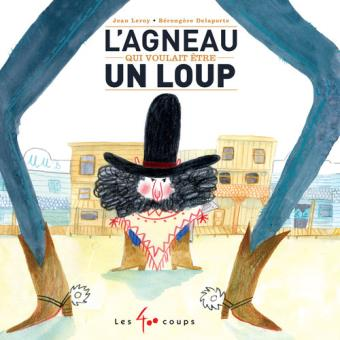 Jean Leroy • Bérengère Delaporte
L'AGNEAU
QUI VOULAIT ÊTRE
UN LOUP
Les 400 coups